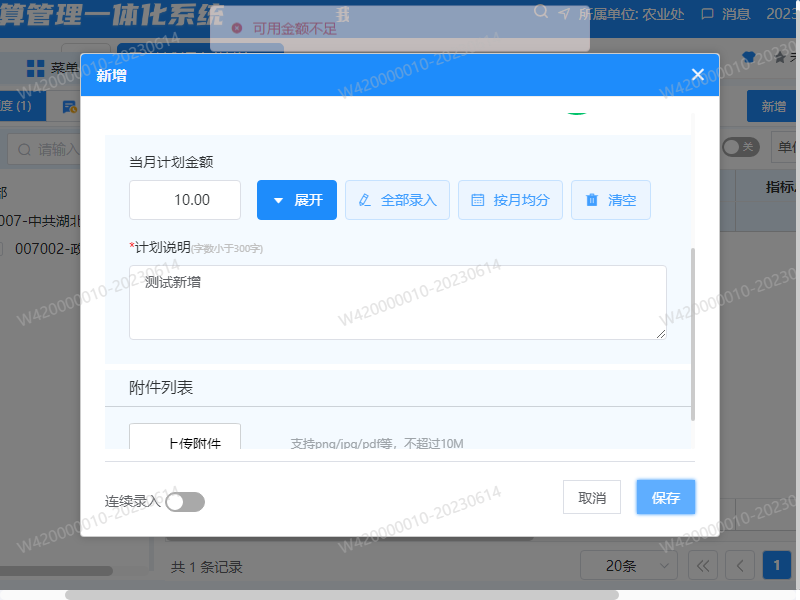 算管理一体化系统
可用金额不足
所属单位: 农业处
消息
2023
菜单
新增
度 (1)
新增
请输入
关
单位
当月计划金额
10.00
展开
全部录入
按月均分
清空
指标
007-中共湖北
007002-政
*计划说明(字数小于300字)
测试新增
附件列表
上传附件
支持png/jpg/pdf等，不超过10M
连续录入
取消
保存
共 1 条记录
20条
1
W420000010-20230614
W420000010-20230614
W420000010-20230614
W420000010-20230614
W420000010-20230614
W420000010-20230614
W420000010-20230614
W420000010-20230614
W420000010-20230614